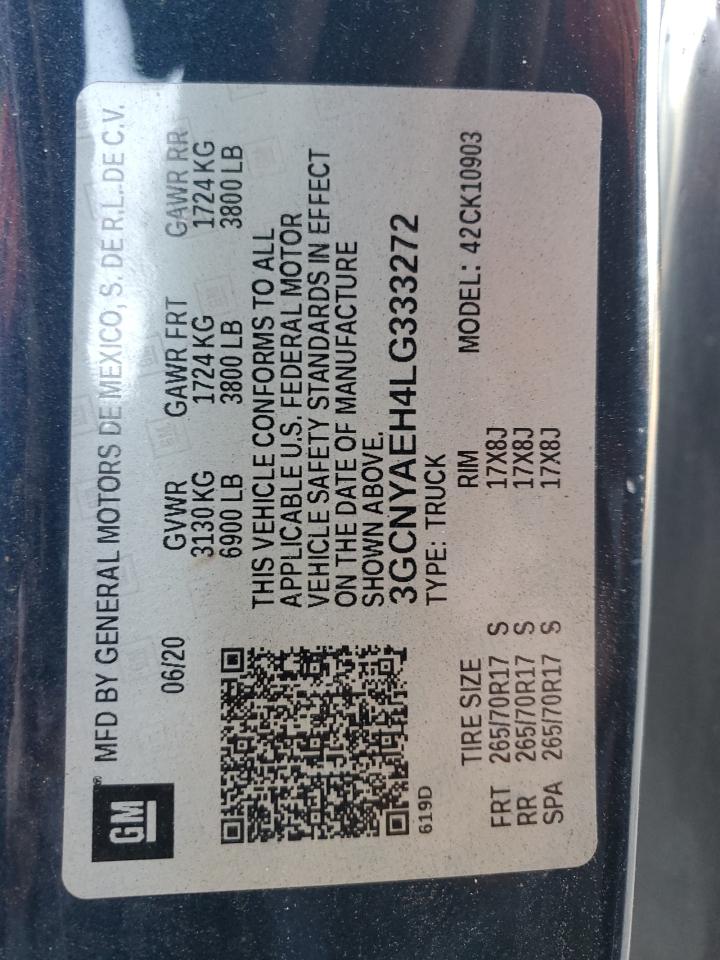 GM® MFD BY GENERAL MOTORS DE MEXICO, S. DE R.L. DE C.V.
06/20 GVWR GAWR FRT GAWR RR
3130 KG 1724 KG 1724 KG
6900 LB 3800 LB 3800 LB
THIS VEHICLE CONFORMS TO ALL
APPLICABLE U.S. FEDERAL MOTOR
VEHICLE SAFETY STANDARDS IN EFFECT
ON THE DATE OF MANUFACTURE
SHOWN ABOVE.
3GCNYAEH4LG333272
619D TYPE: TRUCK MODEL: 42CK10903
TIRE SIZE RIM
FRT 265/70R17 S 17X8J
RR 265/70R17 S 17X8J
SPA 265/70R17 S 17X8J